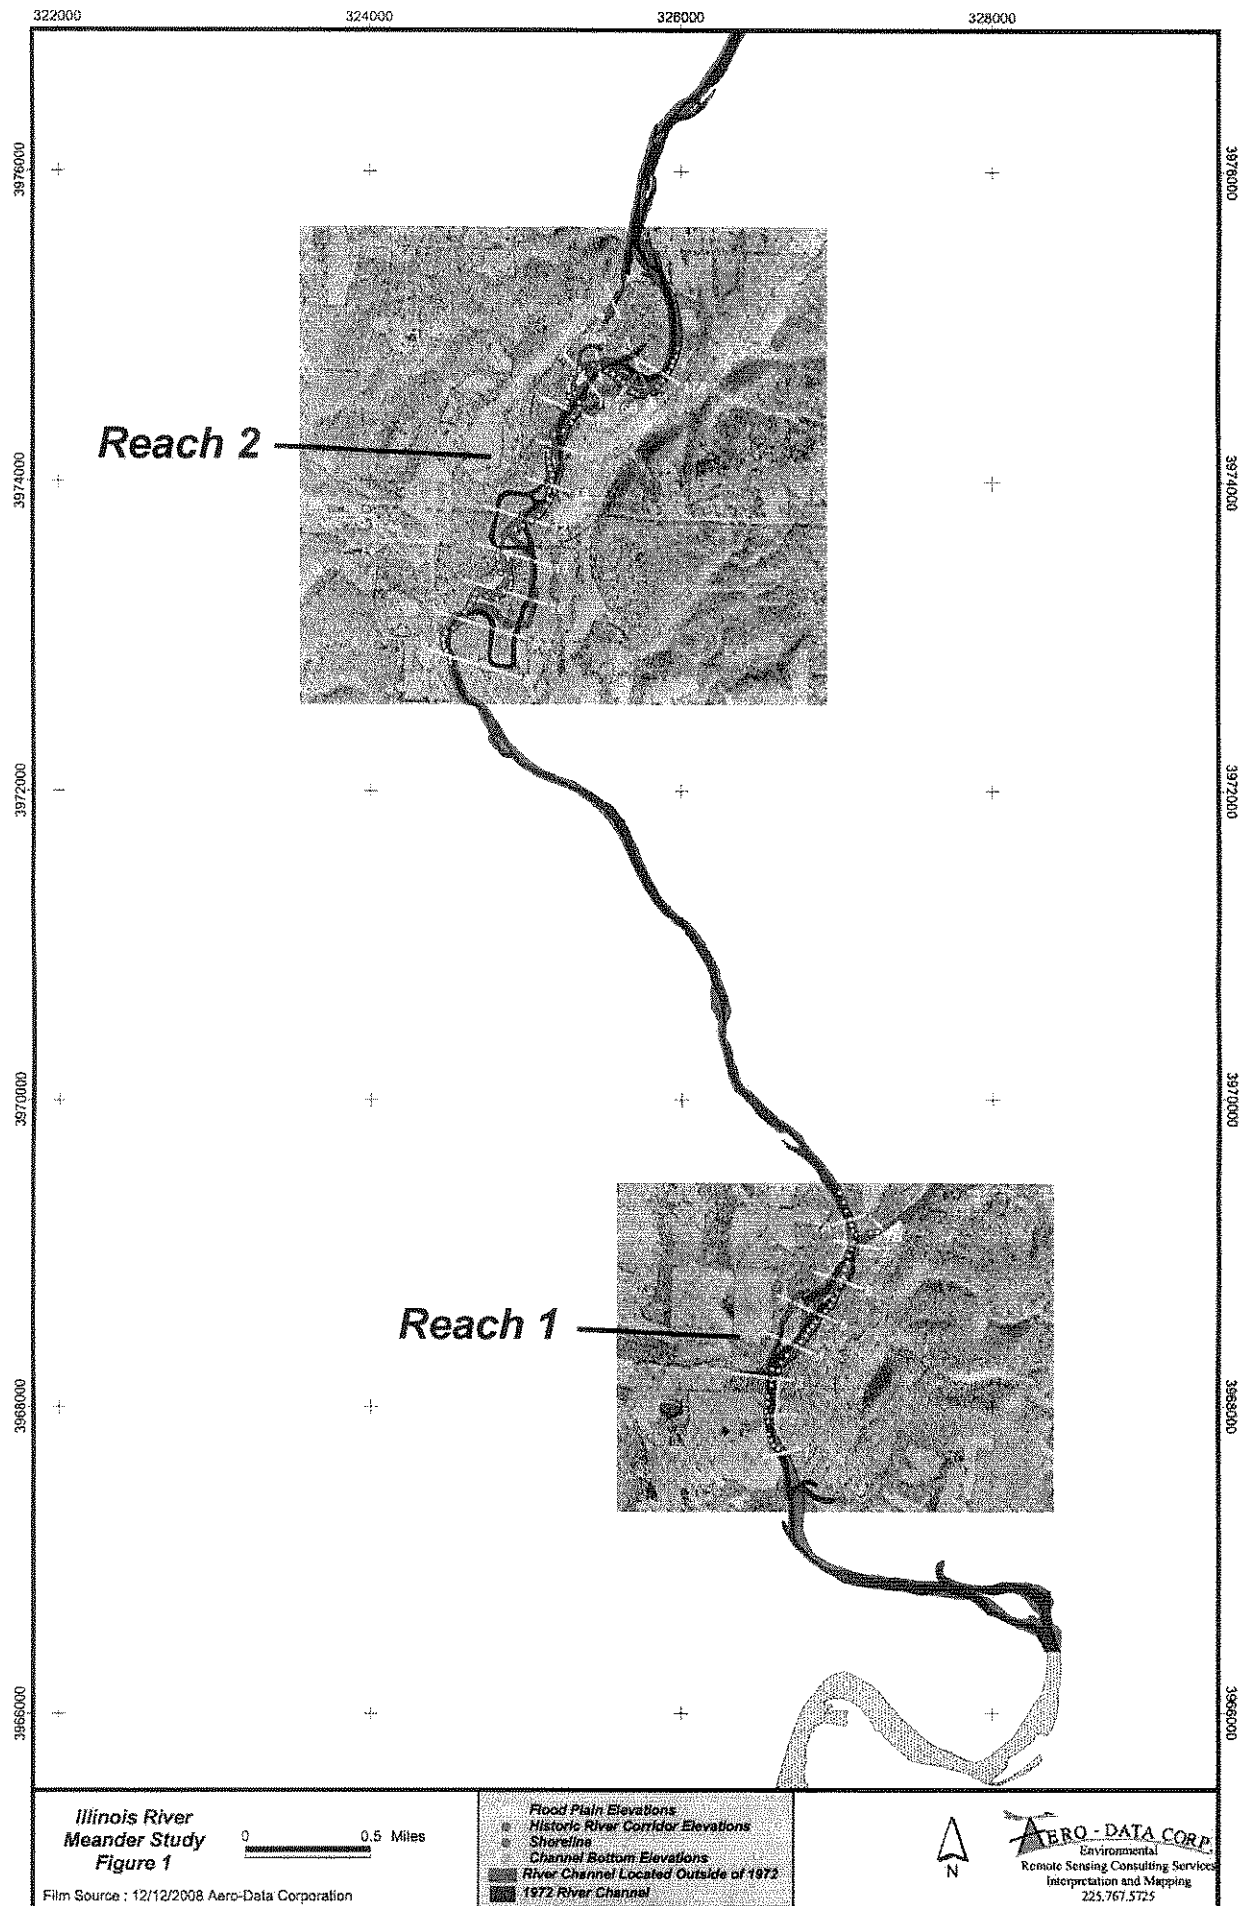 322000 324000 326000 328000
3976000 3976000
Reach 2
3974000 3974000
3972000 3972000
3970000 3970000
Reach 1
3968000 3968000
3966000 3966000
Illinois River
Meander Study
Figure 1
0 0.5 Miles
Film Source : 12/12/2008 Aero-Data Corporation
Flood Plain Elevations
Historic River Corridor Elevations
Shoreline
Channel Bottom Elevations
River Channel Located Outside of 1972
1972 River Channel
N
AERO - DATA CORP.
Environmental
Remote Sensing Consulting Services
Interpretation and Mapping
225.767.5725